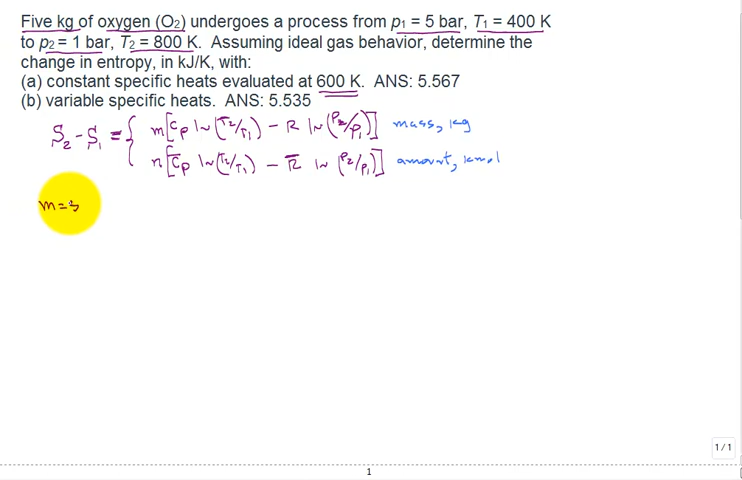 Five kg of oxygen (O₂) undergoes a process from p₁ = 5 bar, T₁ = 400 K
to p₂ = 1 bar, T₂ = 800 K. Assuming ideal gas behavior, determine the
change in entropy, in kJ/K, with:
(a) constant specific heats evaluated at 600 K. ANS: 5.567
(b) variable specific heats. ANS: 5.535
S₂ - S₁ = { m[Cp ln(T₂/T₁) - R ln(P₂/P₁)] mass, kg
n[C̅p ln(T₂/T₁) - R̅ ln(P₂/P₁)] amount, kmol
m=5
1 / 1
1